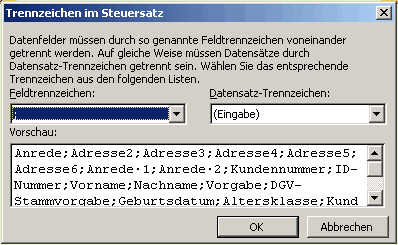 Trennzeichen im Steuersatz
Datenfelder müssen durch so genannte Feldtrennzeichen voneinander
getrennt werden. Auf gleiche Weise müssen Datensätze durch
Datensatz-Trennzeichen getrennt sein. Wählen Sie das entsprechende
Trennzeichen aus den folgenden Listen.
Feldtrennzeichen: Datensatz-Trennzeichen:
; (Eingabe)
Vorschau:
Anrede;Adresse2;Adresse3;Adresse4;Adresse5;
Adresse6;Anrede·1;Anrede·2;Kundennummer;ID-
Nummer;Vorname;Nachname;Vorgabe;DGV-
Stammvorgabe;Geburtsdatum;Altersklasse;Kund
OK Abbrechen